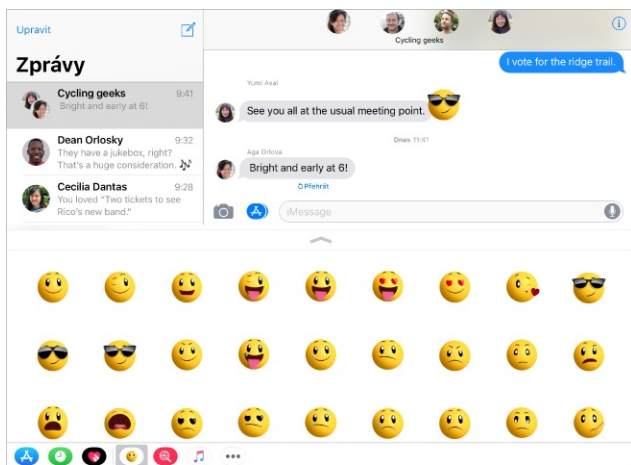 Upravit
Zprávy
Cycling geeks 9:41
Bright and early at 6!
Dean Orlosky 9:32
They have a jukebox, right?
That's a huge consideration.
Cecilia Dantas 9:28
You loved "Two tickets to see
Rico's new band."
Cycling geeks
I vote for the ridge trail.
Yumi Asai
See you all at the usual meeting point.
Dnes 11:41
Aga Orlova
Bright and early at 6!
Přehrát
iMessage